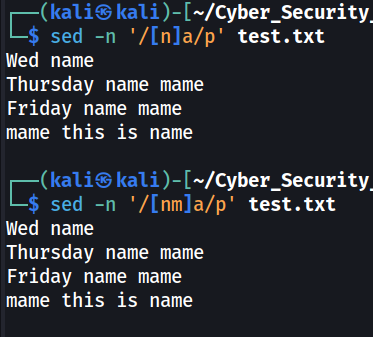 ┌──(kali㉿kali)-[~/Cyber_Security_
└─$ sed -n '/[n]a/p' test.txt
Wed name
Thursday name mame
Friday name mame
mame this is name
┌──(kali㉿kali)-[~/Cyber_Security_
└─$ sed -n '/[nm]a/p' test.txt
Wed name
Thursday name mame
Friday name mame
mame this is name